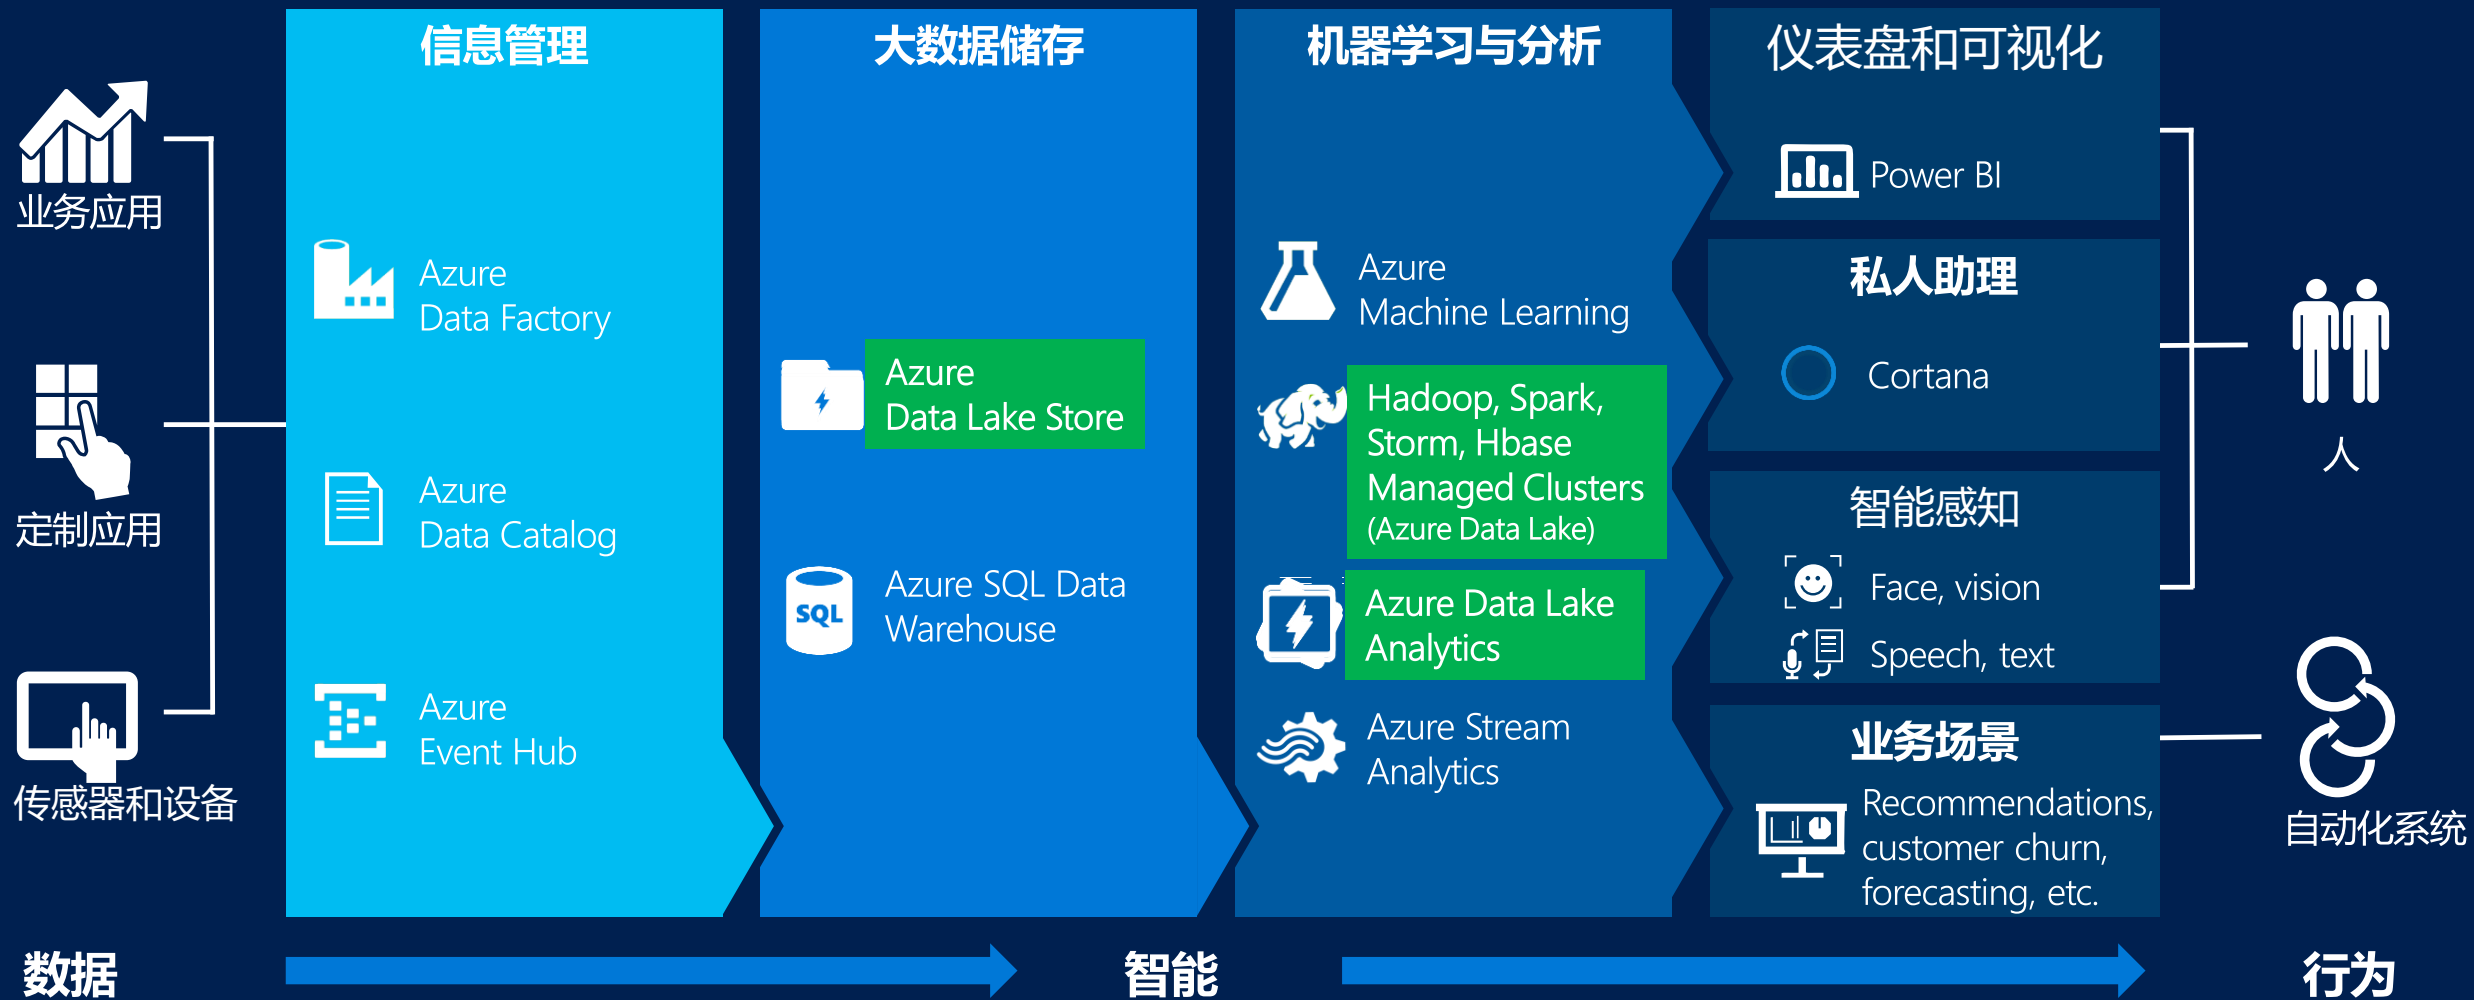 业务应用
定制应用
传感器和设备
信息管理
Azure
Data Factory
Azure
Data Catalog
Azure
Event Hub
大数据储存
Azure
Data Lake Store
SQL
Azure SQL Data
Warehouse
机器学习与分析
Azure
Machine Learning
Hadoop, Spark,
Storm, Hbase
Managed Clusters
(Azure Data Lake)
Azure Data Lake
Analytics
Azure Stream
Analytics
仪表盘和可视化
Power BI
私人助理
Cortana
智能感知
Face, vision
Speech, text
业务场景
Recommendations,
customer churn,
forecasting, etc.
人
自动化系统
数据
智能
行为